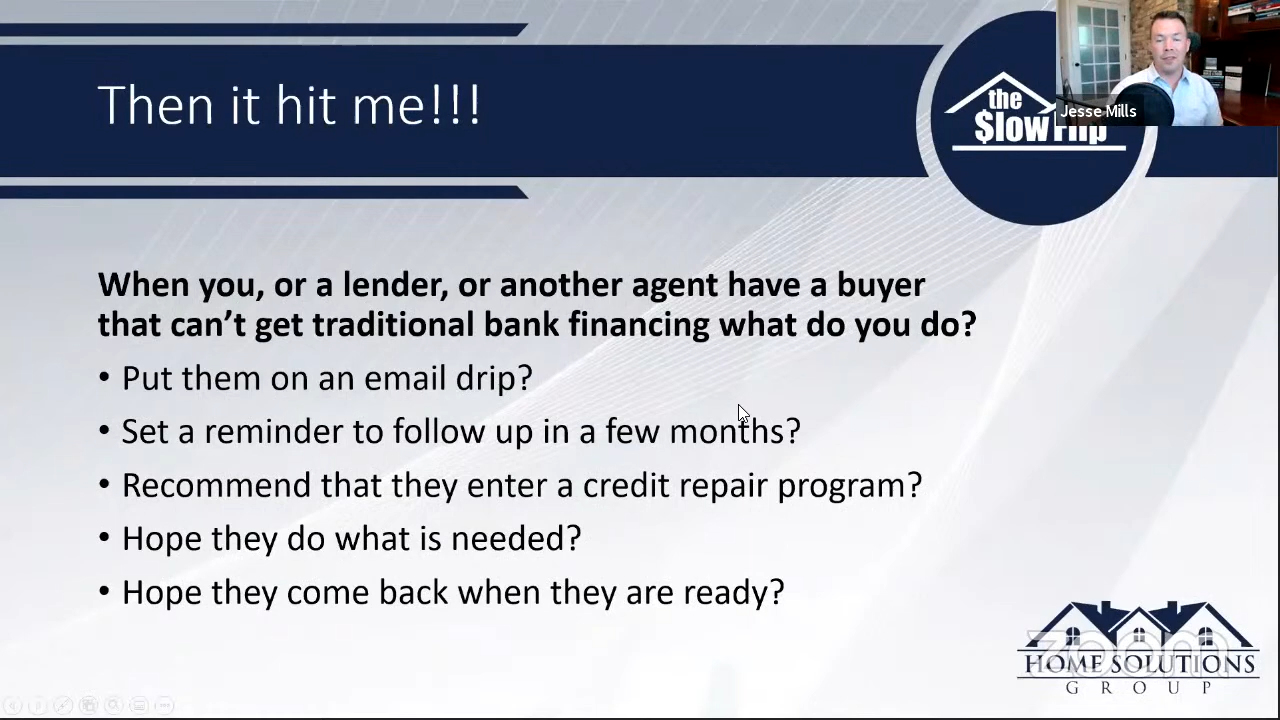 Then it hit me!!!
the
$low Flip
Jesse Mills
When you, or a lender, or another agent have a buyer
that can’t get traditional bank financing what do you do?
• Put them on an email drip?
• Set a reminder to follow up in a few months?
• Recommend that they enter a credit repair program?
• Hope they do what is needed?
• Hope they come back when they are ready?
zoom
HOME SOLUTIONS
GROUP